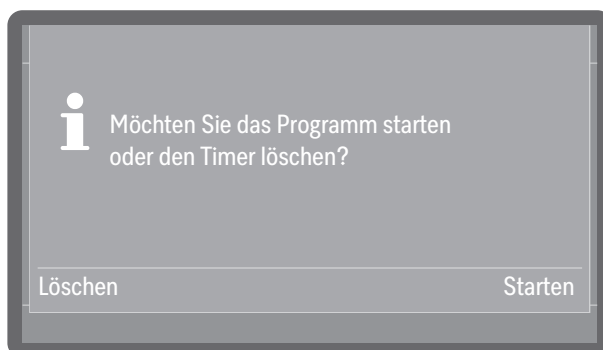 Möchten Sie das Programm starten
oder den Timer löschen?
Löschen
Starten